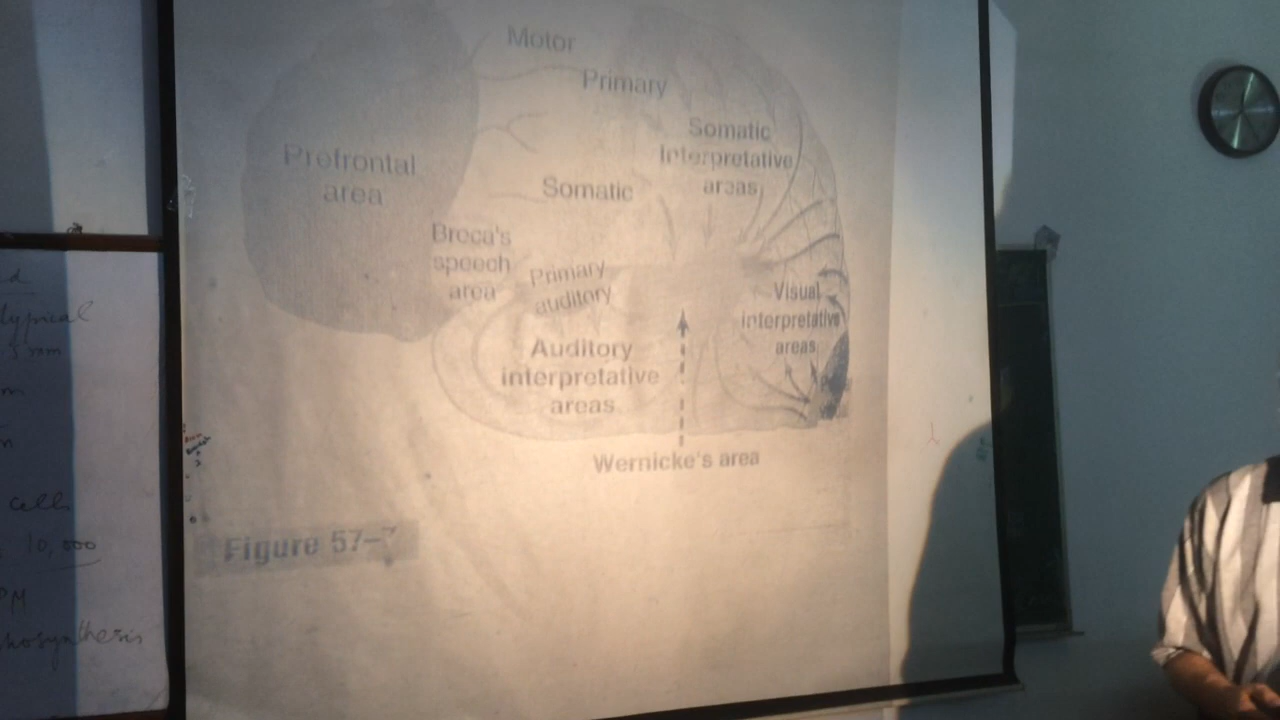 Motor
Primary
Somatic
Interpretative
areas
Prefrontal
area
Somatic
Broca's
speech
area
Primary
auditory
Visual
interpretative
areas
Auditory
interpretative
areas
Wernicke's area
Figure 57–7
d
typical
cells
10,000
PM
hosynthesis